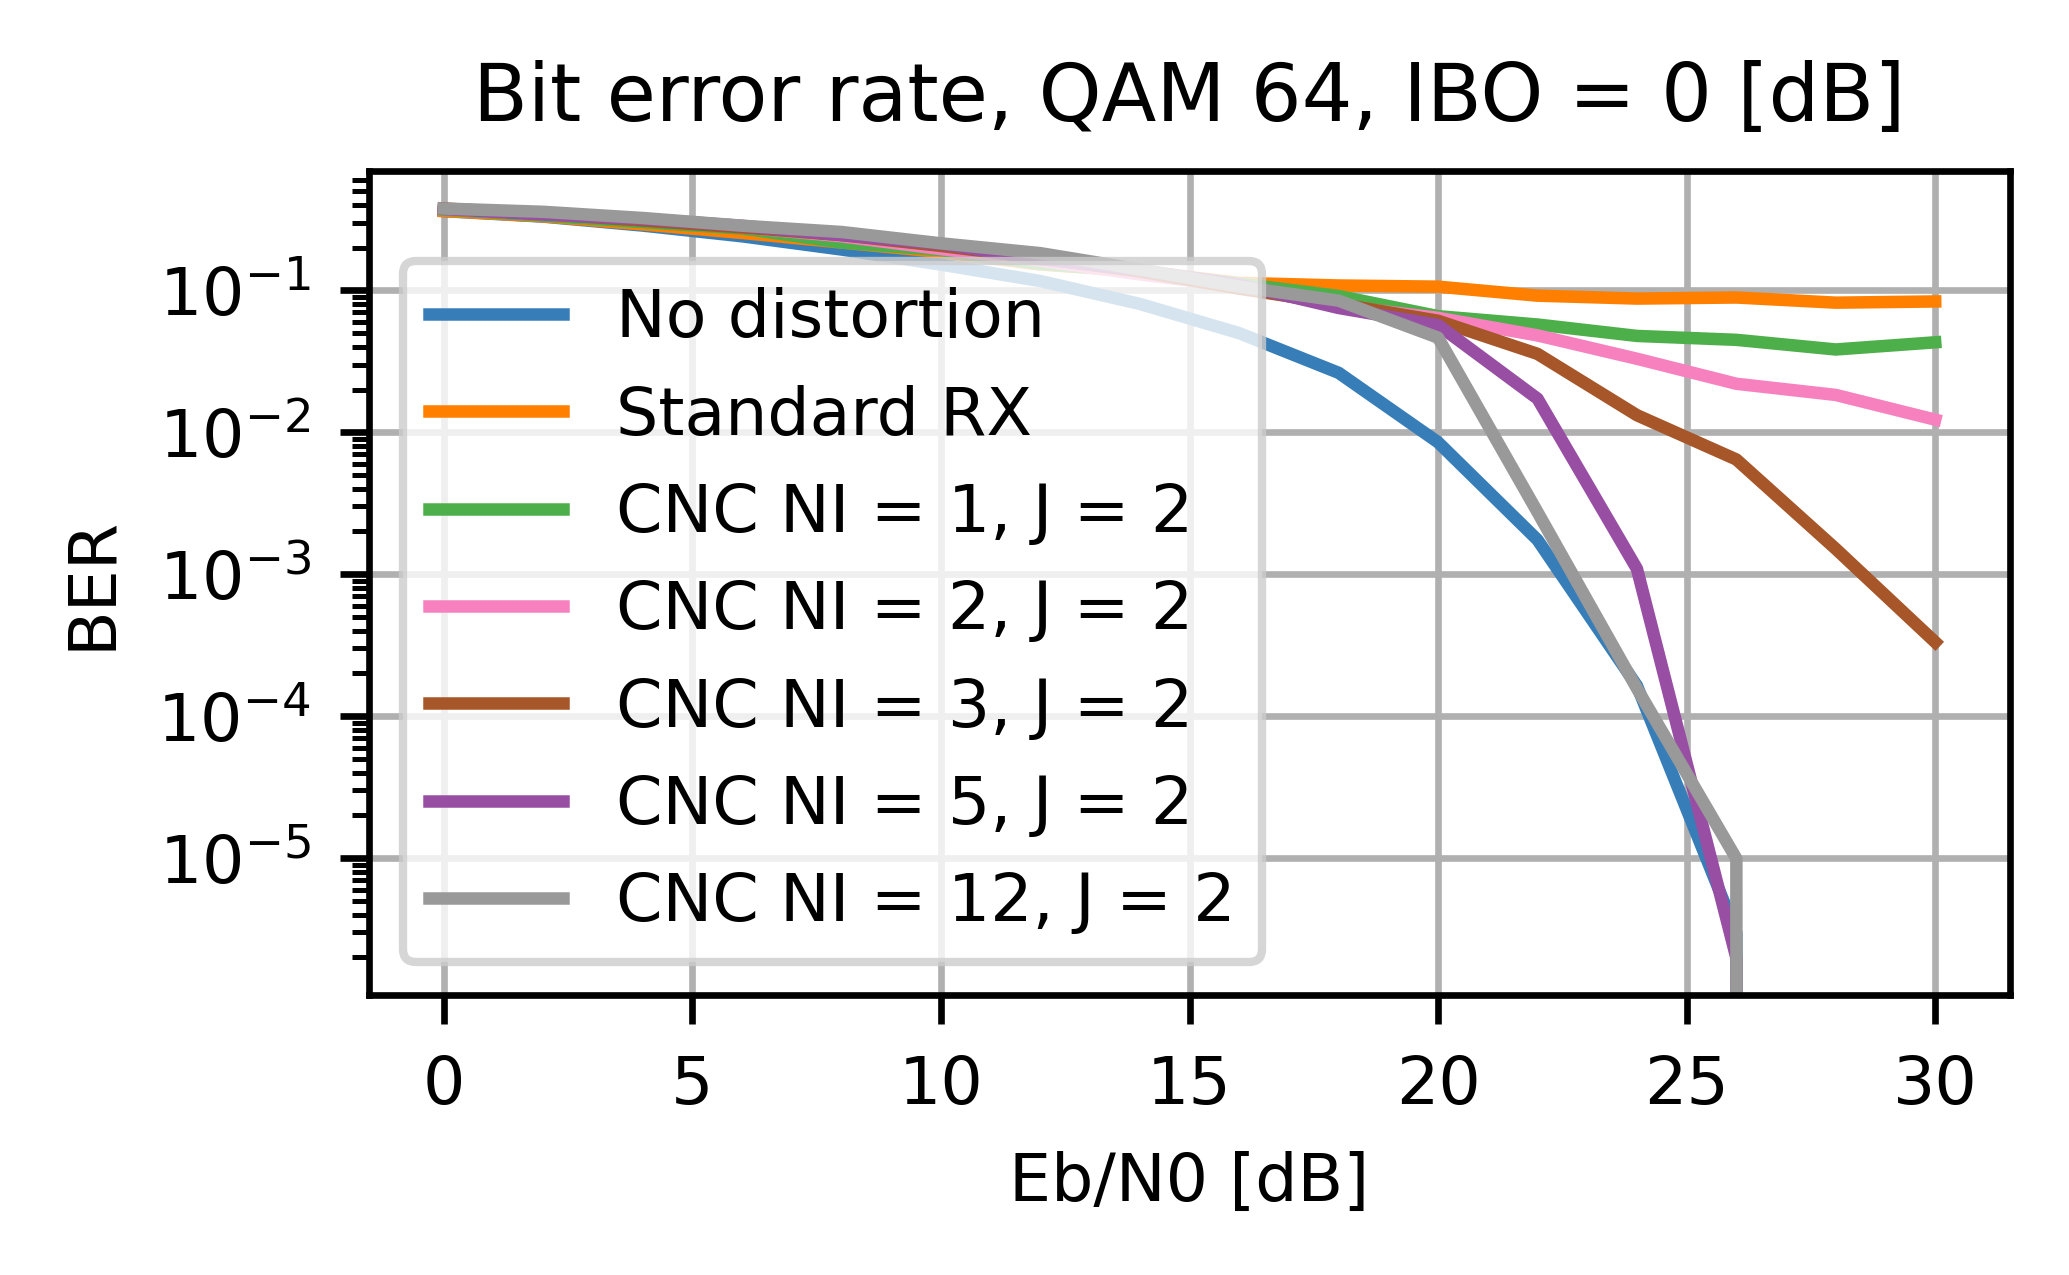 Bit error rate, QAM 64, IBO = 0 [dB]
BER
10⁻¹
10⁻²
10⁻³
10⁻⁴
10⁻⁵
No distortion
Standard RX
CNC NI = 1, J = 2
CNC NI = 2, J = 2
CNC NI = 3, J = 2
CNC NI = 5, J = 2
CNC NI = 12, J = 2
0 5 10 15 20 25 30
Eb/N0 [dB]